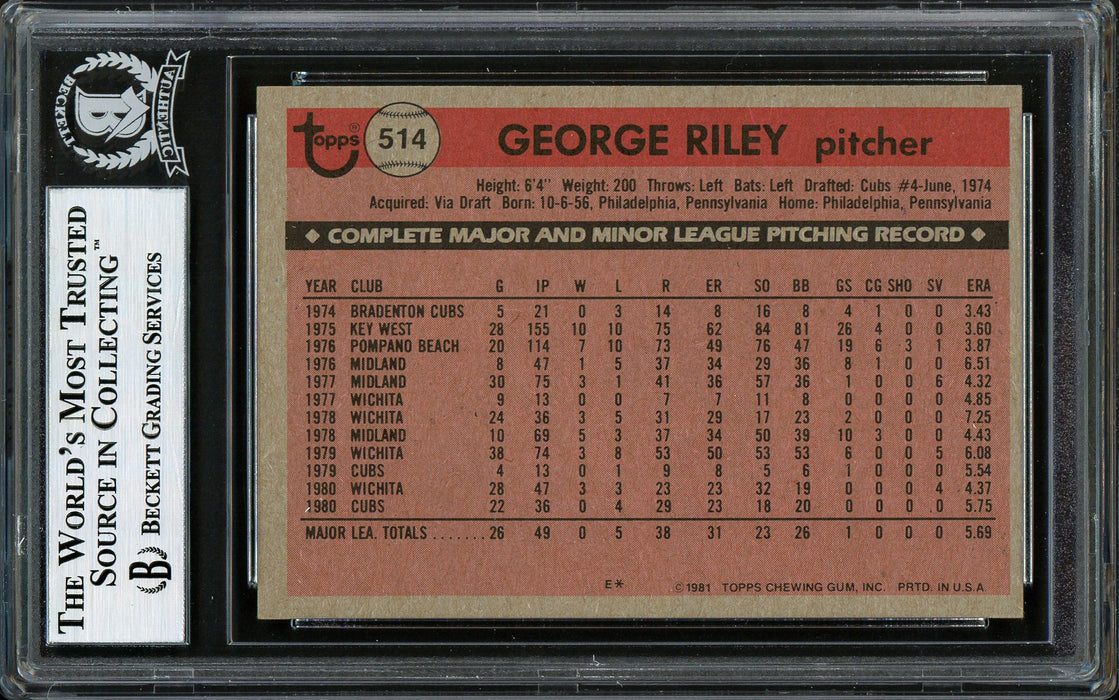 AUTHENTIC
BECKETT
B
THE WORLD'S MOST TRUSTED
SOURCE IN COLLECTING™
BECKETT GRADING SERVICES
B
topps® 514 GEORGE RILEY pitcher
Height: 6'4" Weight: 200 Throws: Left Bats: Left Drafted: Cubs #4-June, 1974
Acquired: Via Draft Born: 10-6-56, Philadelphia, Pennsylvania Home: Philadelphia, Pennsylvania
◆ COMPLETE MAJOR AND MINOR LEAGUE PITCHING RECORD ◆
YEAR CLUB G IP W L R ER SO BB GS CG SHO SV ERA
1974 BRADENTON CUBS 5 21 0 3 14 8 16 8 4 1 0 0 3.43
1975 KEY WEST 28 155 10 10 75 62 84 81 26 4 0 0 3.60
1976 POMPANO BEACH 20 114 7 10 73 49 76 47 19 6 3 1 3.87
1976 MIDLAND 8 47 1 5 37 34 29 36 8 1 0 0 6.51
1977 MIDLAND 30 75 3 1 41 36 57 36 1 0 0 6 4.32
1977 WICHITA 9 13 0 0 7 7 11 8 0 0 0 0 4.85
1978 WICHITA 24 36 3 5 31 29 17 23 2 0 0 0 7.25
1978 MIDLAND 10 69 5 3 37 34 50 39 10 3 0 0 4.43
1979 WICHITA 38 74 3 8 53 50 53 53 6 0 0 5 6.08
1979 CUBS 4 13 0 1 9 8 5 6 1 0 0 0 5.54
1980 WICHITA 28 47 3 3 23 23 32 19 0 0 0 4 4.37
1980 CUBS 22 36 0 4 29 23 18 20 0 0 0 0 5.75
MAJOR LEA. TOTALS .......26 49 0 5 38 31 23 26 1 0 0 0 5.69
E* ©1981 TOPPS CHEWING GUM, INC. PRTD. IN U.S.A.